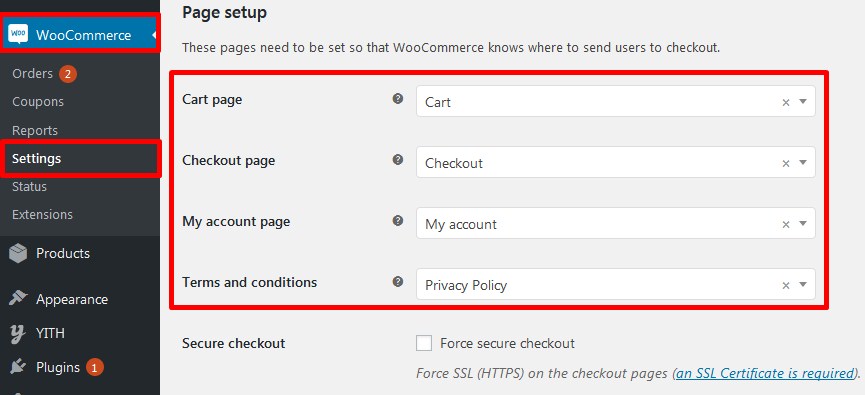 Page setup
WOO
WooCommerce
These pages need to be set so that WooCommerce knows where to send users to checkout.
Orders 2
Coupons
Reports
Settings
Status
Extensions
Products
Appearance
YITH
Plugins 1
Cart page ? Cart ×
Checkout page ? Checkout ×
My account page ? My account ×
Terms and conditions ? Privacy Policy ×
Secure checkout Force secure checkout
Force SSL (HTTPS) on the checkout pages (an SSL Certificate is required).